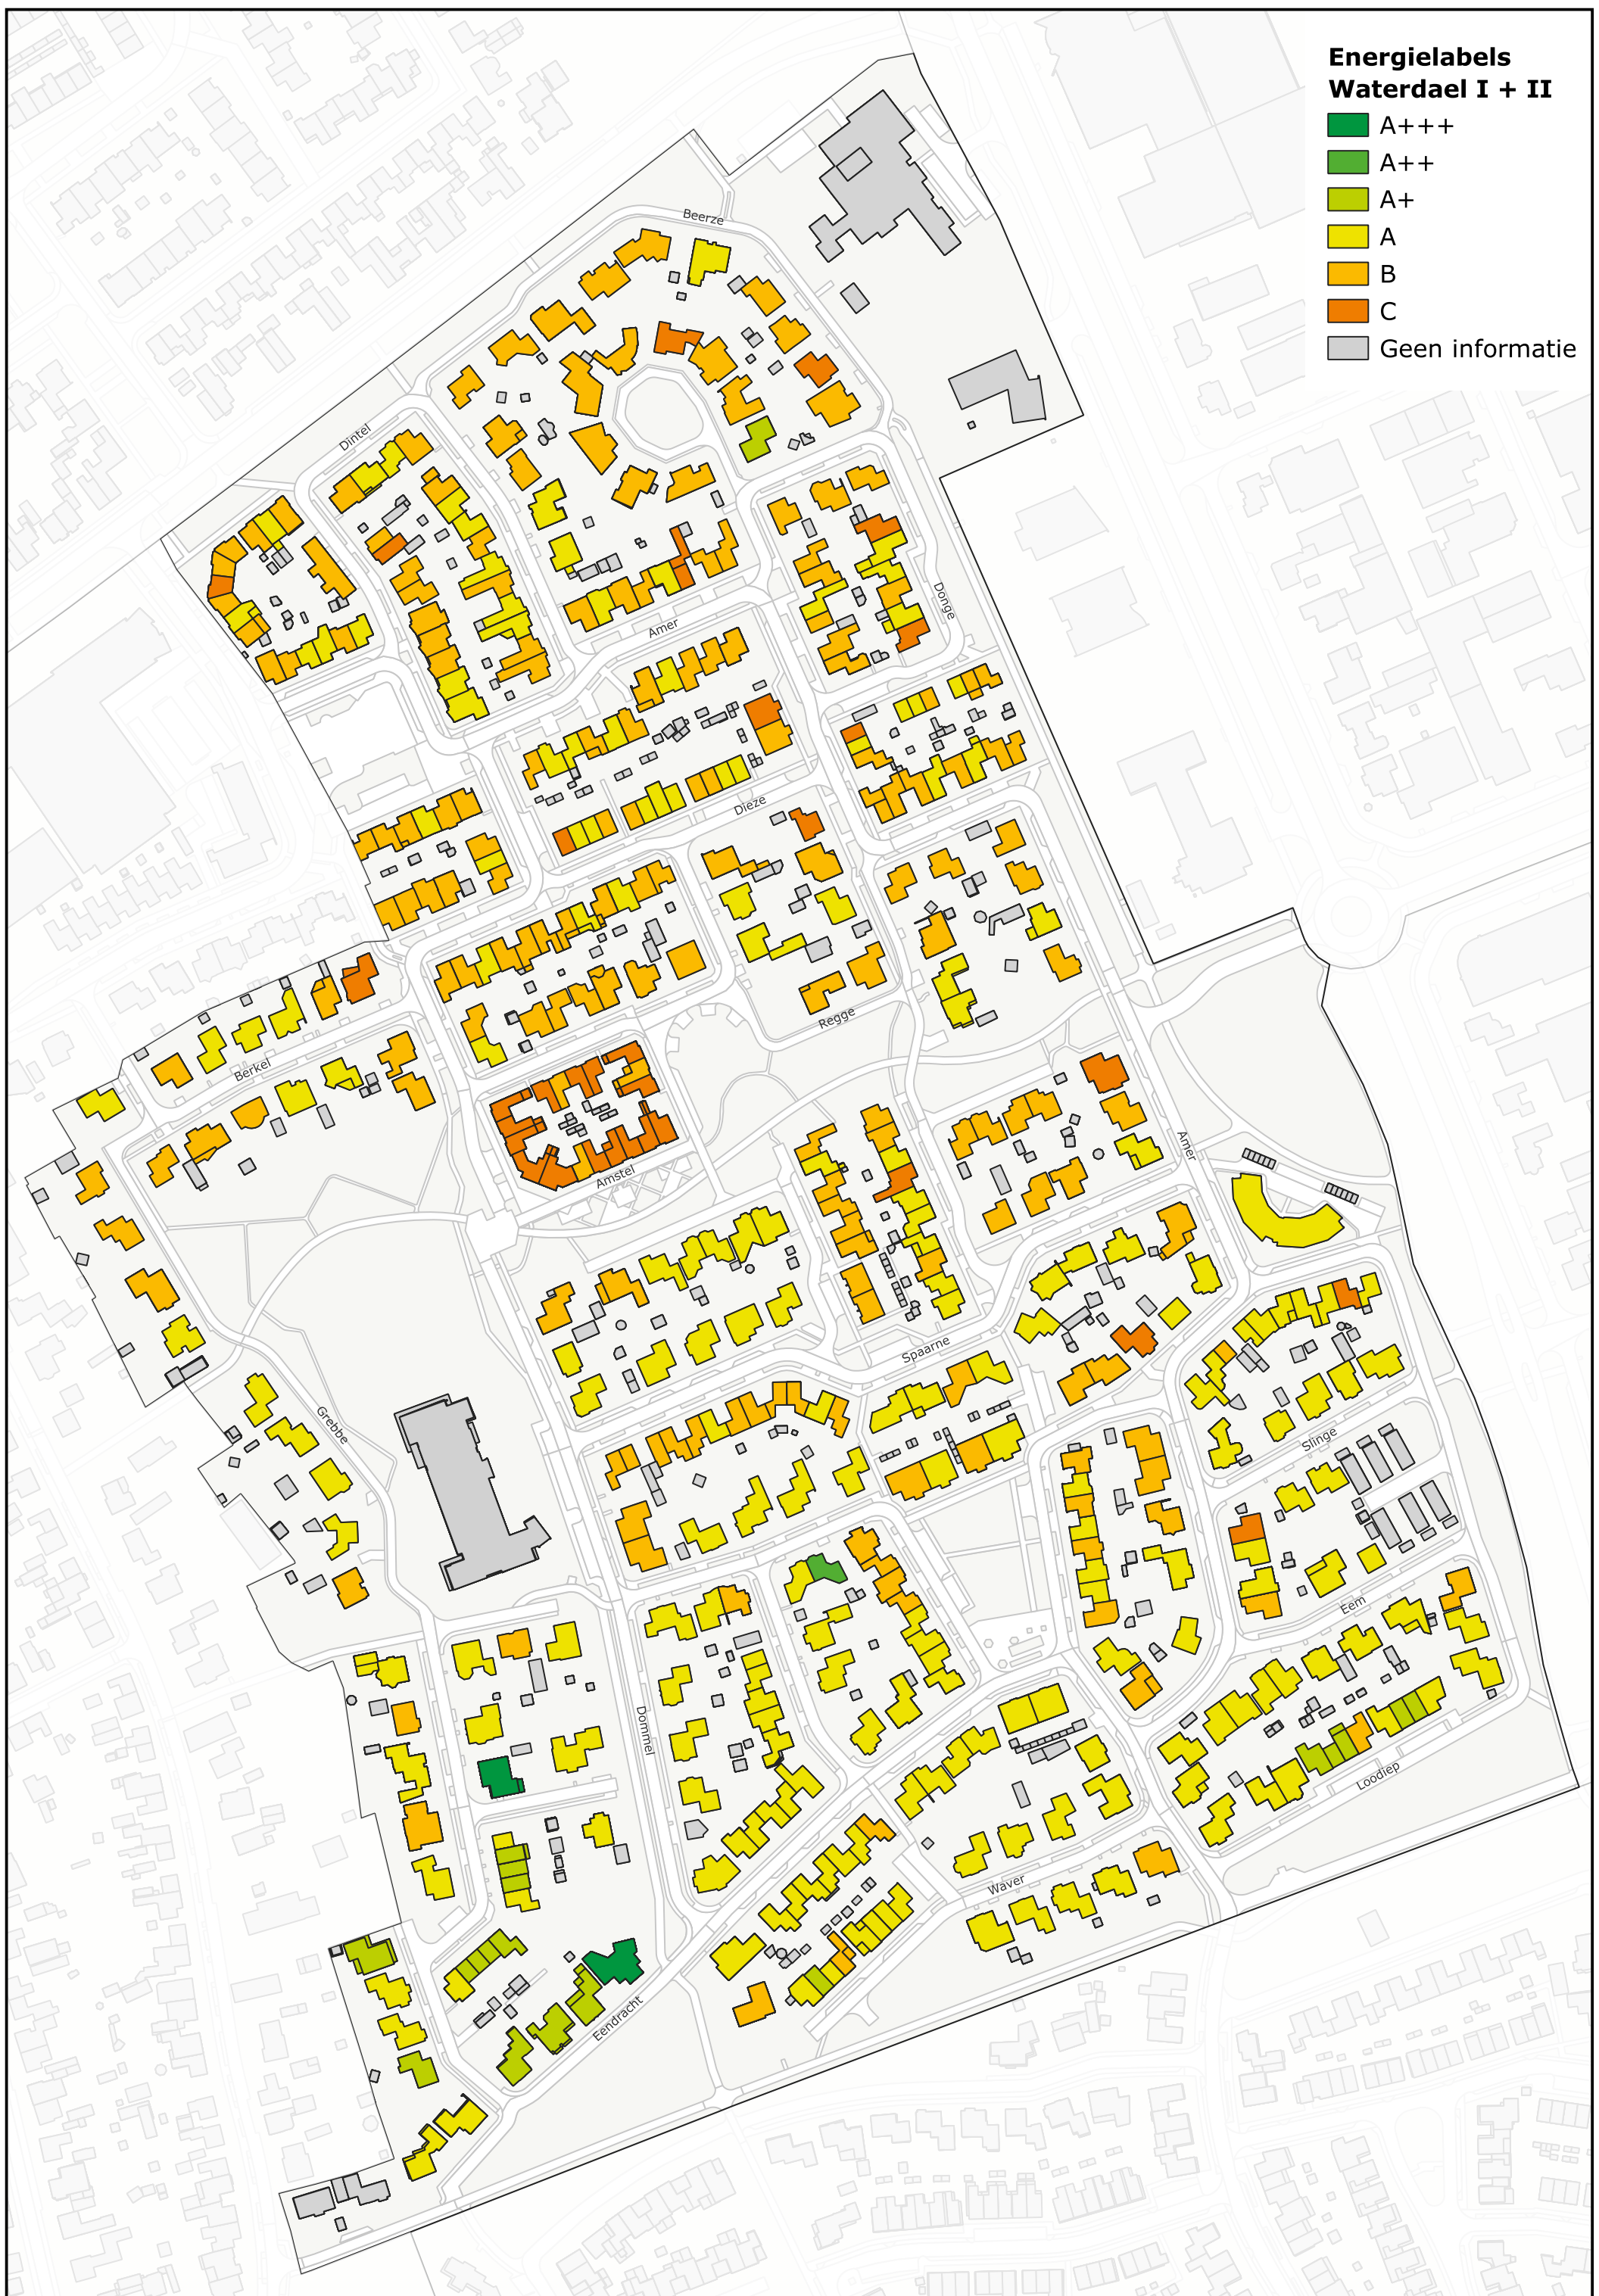 Energielabels
Waterdael I + II
A+++
A++
A+
A
B
C
Geen informatie
Beerze
Dintel
Donge
Amer
Dieze
Regge
Berkel
Amer
Amstel
Spaarne
Grebbe
Slinge
Eem
Dommel
Loodiep
Waver
Eendracht